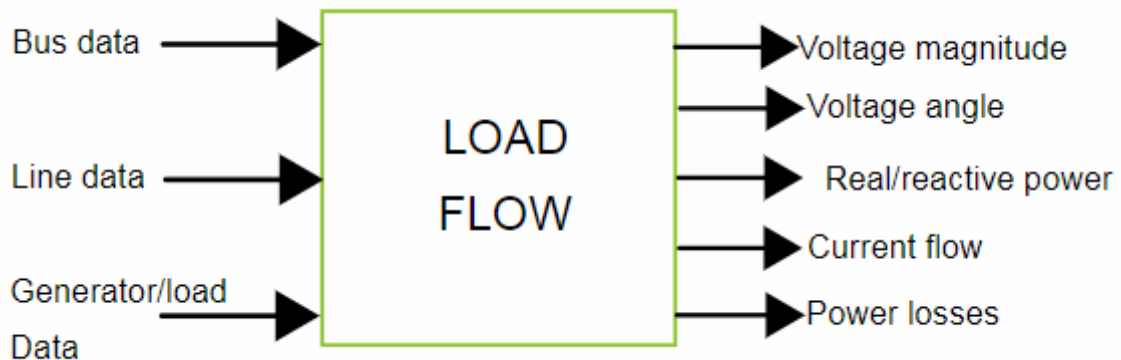 Bus data
Line data
Generator/load
Data
LOAD
FLOW
Voltage magnitude
Voltage angle
Real/reactive power
Current flow
Power losses